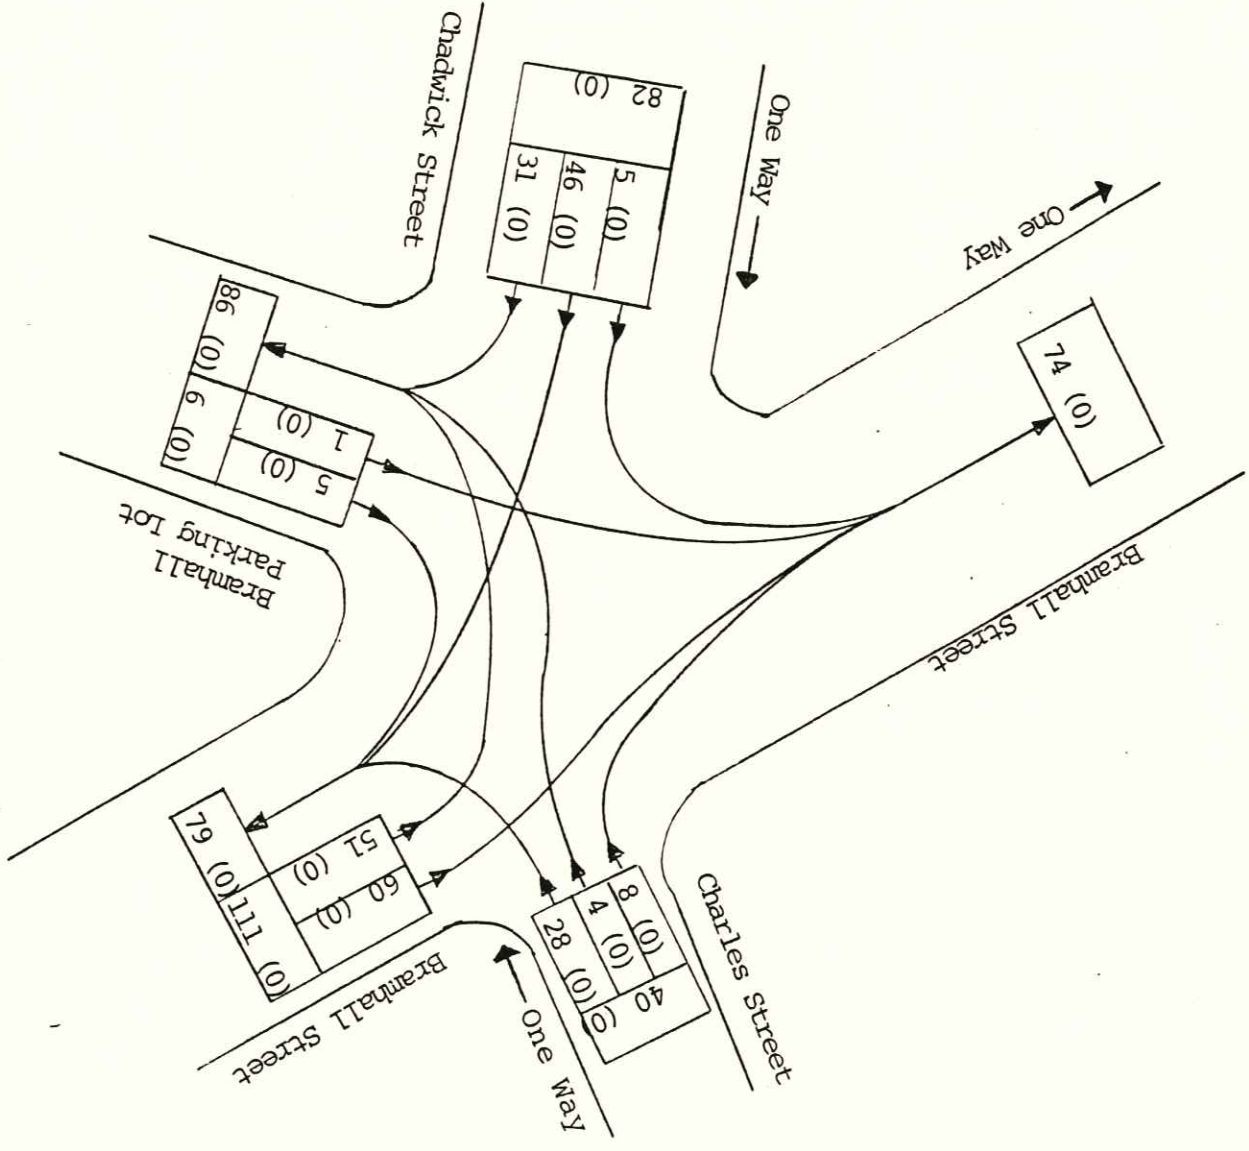 Chadwick Street
82 (0)
31 (0)
46 (0)
5 (0)
One Way
One Way
74 (0)
86 (0)
6 (0)
1 (0)
5 (0)
Bramhall
Parking Lot
Bramhall Street
79 (0)
111 (0)
51 (0)
60 (0)
Bramhall Street
28 (0)
4 (0)
8 (0)
40 (0)
One Way
Charles Street